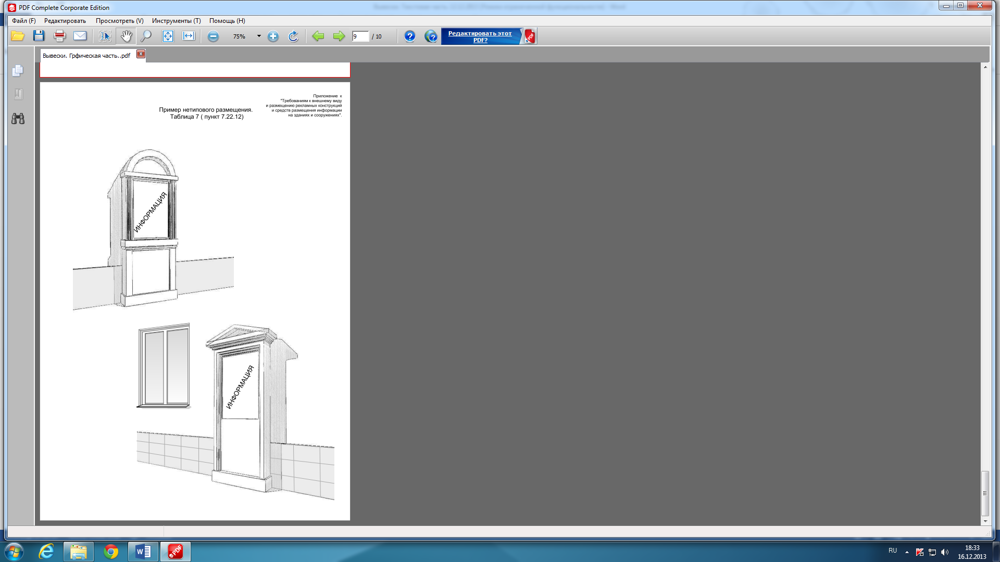 PDF Complete Corporate Edition
Файл (F) Редактировать Просмотреть (V) Инструменты (T) Помощь (H)
75% 9 / 10 Редактировать этот
PDF?
Вывески. Грфическая часть..pdf
Приложение к
"Требованиям к внешнему виду
и размещению рекламных конструкций
и средств размещения информации
на зданиях и сооружениях".
Пример нетипового размещения.
Таблица 7 ( пункт 7.22.12)
ИНФОРМАЦИЯ
ИНФОРМАЦИЯ
RU
18:33
16.12.2013